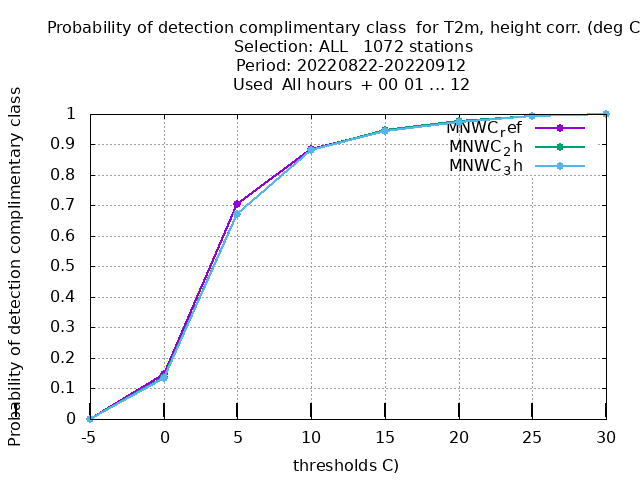 Probability of detection complimentary class for T2m, height corr. (deg C
Selection: ALL 1072 stations
Period: 20220822-20220912
Used All hours + 00 01 ... 12
Probability of detection complimentary class
1
0.9
0.8
0.7
0.6
0.5
0.4
0.3
0.2
0.1
0
MNWCref
MNWC2h
MNWC3h
-5 0 5 10 15 20 25 30
thresholds C)